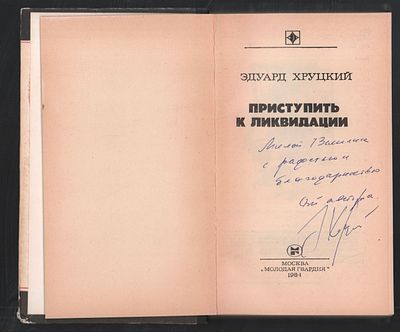 ЭДУАРД ХРУЦКИЙ
ПРИСТУПИТЬ
К ЛИКВИДАЦИИ
Милой
с радостью и
благодарностью
От автора
МОСКВА
"МОЛОДАЯ ГВАРДИЯ"
1984